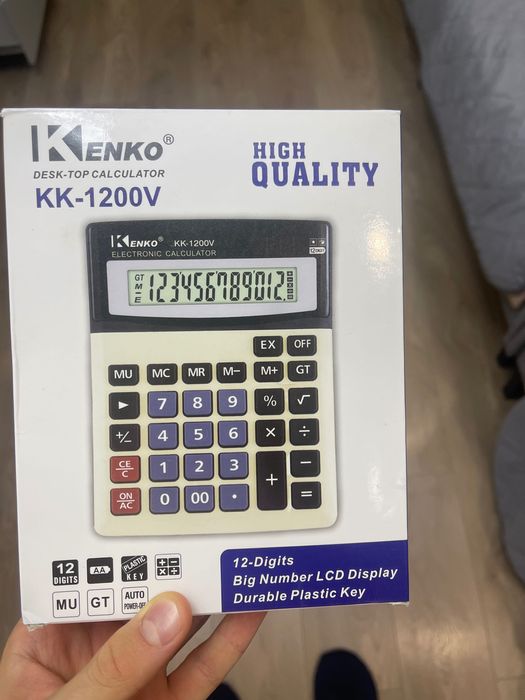 KENKO®
DESK-TOP CALCULATOR
KK-1200V
HIGH
QUALITY
KENKO® KK-1200V
ELECTRONIC CALCULATOR
GT
M
E
123456789012.
EX OFF
MU MC MR M− M+ GT
► 7 8 9 % √
+/− 4 5 6 × ÷
CE/C 1 2 3 + −
ON/AC 0 00 · =
12
DIGITS
AA
PLASTIC
KEY
+ −
× ÷
MU
GT
AUTO
POWER-OFF
12-Digits
Big Number LCD Display
Durable Plastic Key